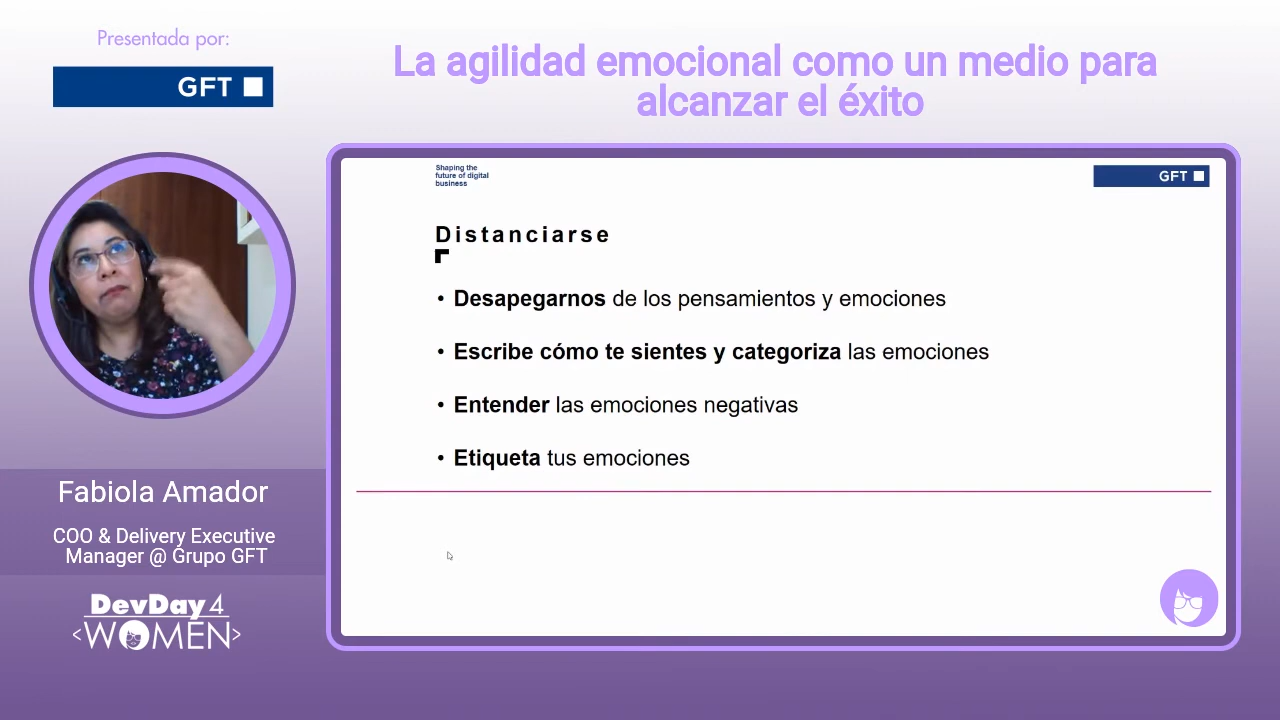 Presentada por:
GFT
La agilidad emocional como un medio para
alcanzar el éxito
Shaping the
future of digital
business
GFT
Distanciarse
• Desapegarnos de los pensamientos y emociones
• Escribe cómo te sientes y categoriza las emociones
• Entender las emociones negativas
• Etiqueta tus emociones
Fabiola Amador
COO & Delivery Executive
Manager @ Grupo GFT
DevDay4
<WOMEN>